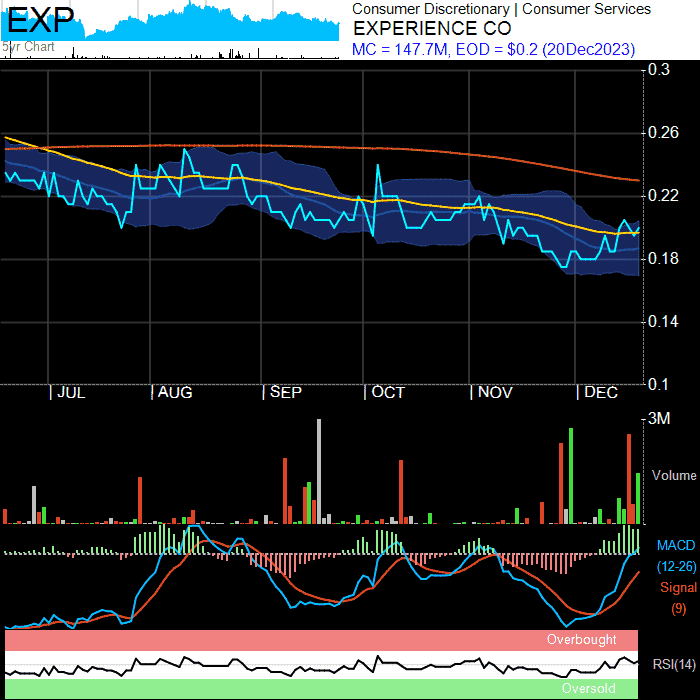 EXP
5yr Chart
Consumer Discretionary | Consumer Services
EXPERIENCE CO
MC = 147.7M, EOD = $0.2 (20Dec2023)
0.3
0.26
0.22
0.18
0.14
0.1
JUL
AUG
SEP
OCT
NOV
DEC
3M
Volume
MACD
(12-26)
Signal
(9)
Overbought
RSI(14)
Oversold